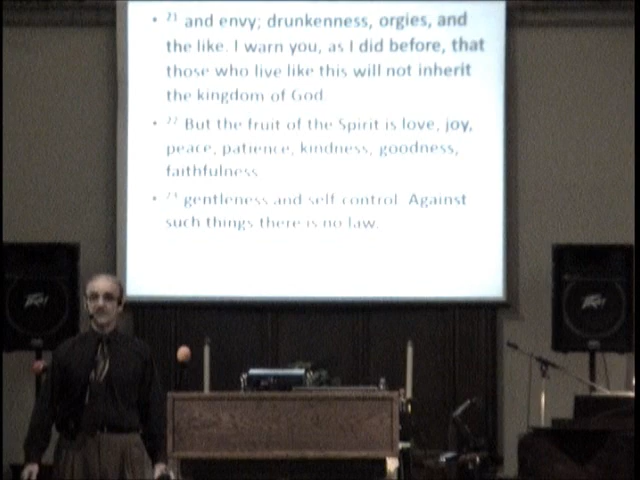 • 21 and envy; drunkenness, orgies, and
the like. I warn you, as I did before, that
those who live like this will not inherit
the kingdom of God
• 22 But the fruit of the Spirit is love, joy,
peace, patience, kindness, goodness,
faithfulness
• 23 gentleness and self control. Against
such things there is no law.
PEAVEY
PEAVEY